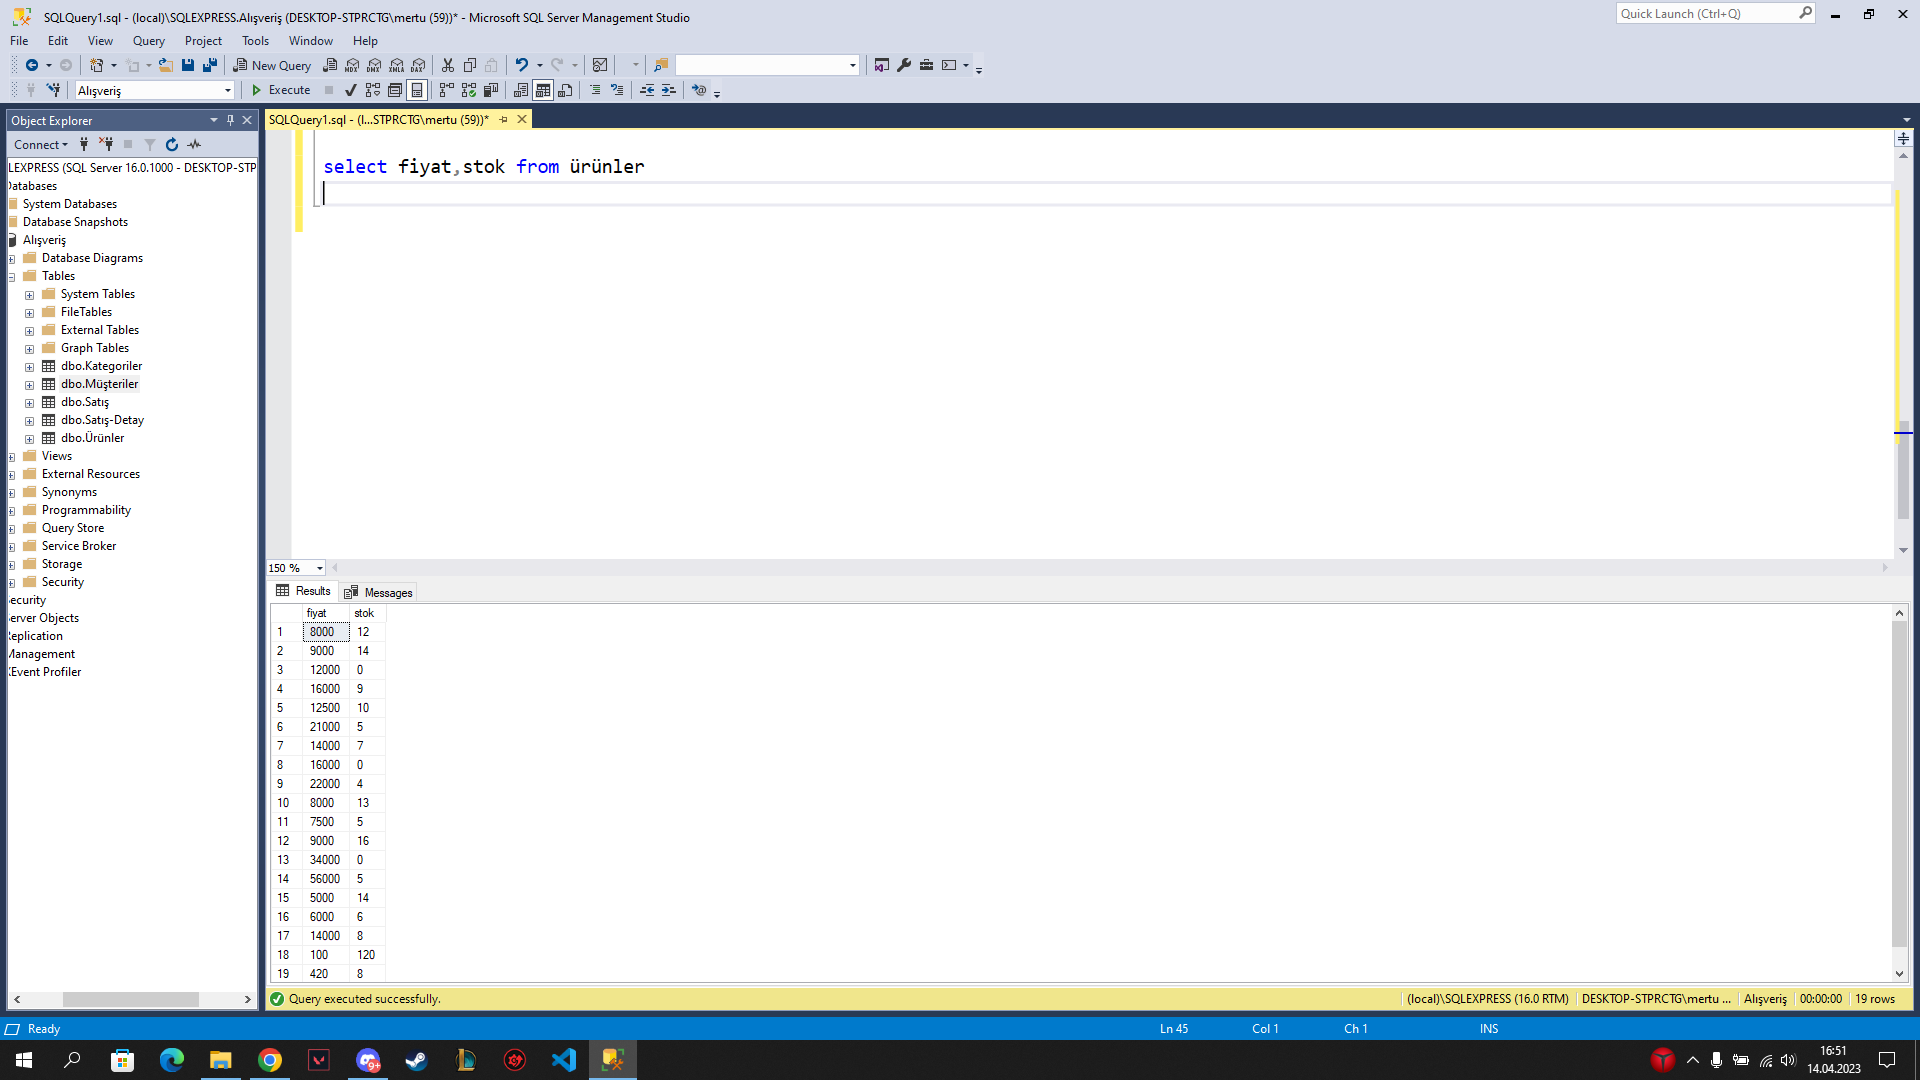 SQLQuery1.sql - (local)\SQLEXPRESS.Alışveriş (DESKTOP-STPRCTG\mertu (59))* - Microsoft SQL Server Management Studio
Quick Launch (Ctrl+Q)
File Edit View Query Project Tools Window Help
New Query MDX DMX XMLA DAX
Alışveriş Execute
Object Explorer
Connect
LEXPRESS (SQL Server 16.0.1000 - DESKTOP-STP
Databases
System Databases
Database Snapshots
Alışveriş
Database Diagrams
Tables
System Tables
FileTables
External Tables
Graph Tables
dbo.Kategoriler
dbo.Müşteriler
dbo.Satış
dbo.Satış-Detay
dbo.Ürünler
Views
External Resources
Synonyms
Programmability
Query Store
Service Broker
Storage
Security
ecurity
erver Objects
Replication
Management
XEvent Profiler
SQLQuery1.sql - (l...STPRCTG\mertu (59))*
select fiyat,stok from ürünler
150 %
Results Messages
fiyat stok
1 8000 12
2 9000 14
3 12000 0
4 16000 9
5 12500 10
6 21000 5
7 14000 7
8 16000 0
9 22000 4
10 8000 13
11 7500 5
12 9000 16
13 34000 0
14 56000 5
15 5000 14
16 6000 6
17 14000 8
18 100 120
19 420 8
Query executed successfully.
(local)\SQLEXPRESS (16.0 RTM) DESKTOP-STPRCTG\mertu ... Alışveriş 00:00:00 19 rows
Ready Ln 45 Col 1 Ch 1 INS
9+
16:51
14.04.2023